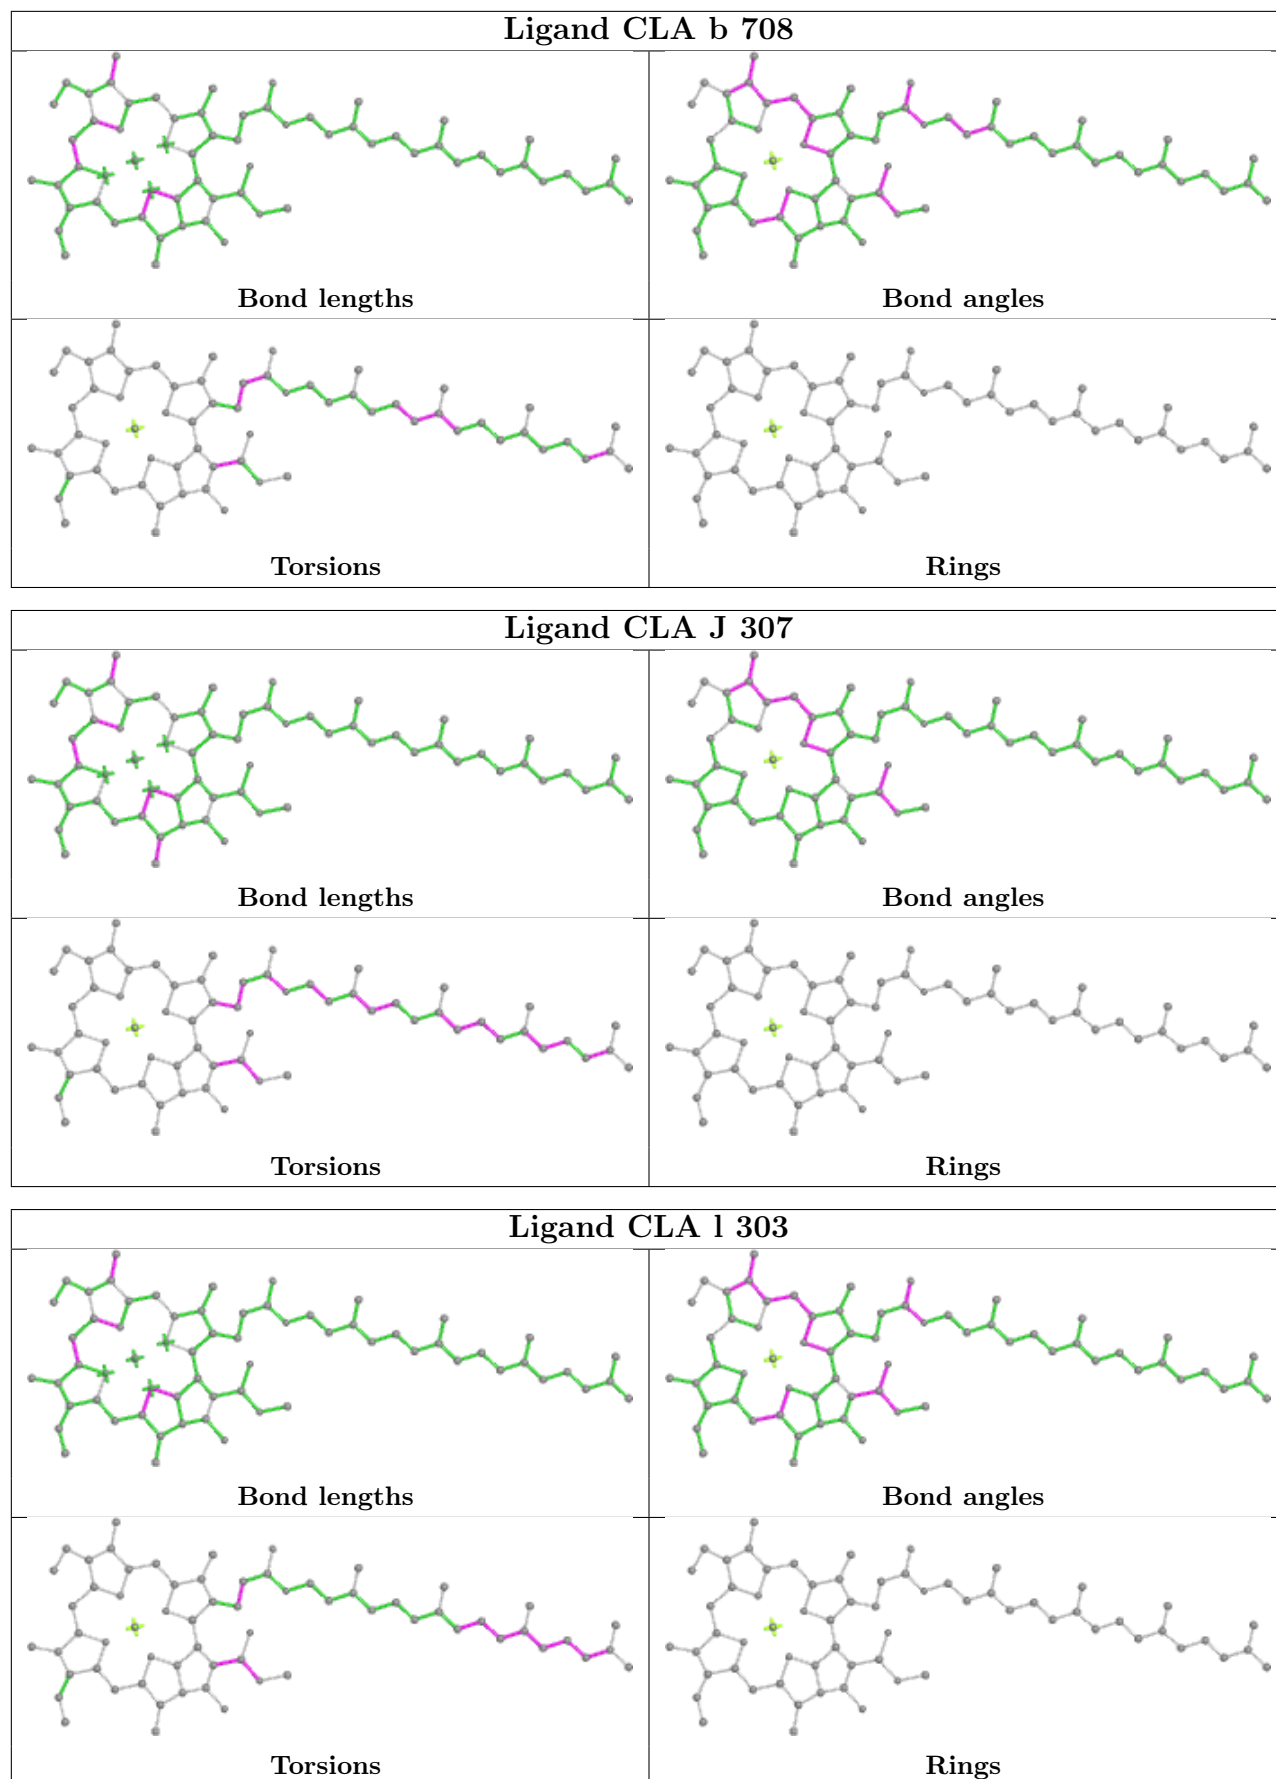 Ligand CLA b 708
Bond lengths
Bond angles
Torsions
Rings
Ligand CLA J 307
Bond lengths
Bond angles
Torsions
Rings
Ligand CLA l 303
Bond lengths
Bond angles
Torsions
Rings